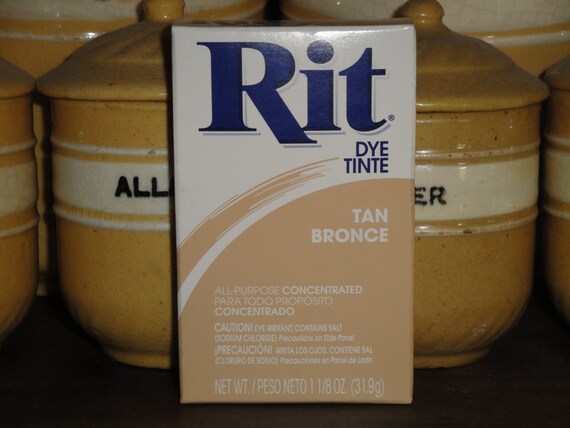 Rit®
DYE
TINTE
TAN
BRONCE
ALL-PURPOSE CONCENTRATED
PARA TODO PROPÓSITO
CONCENTRADO
CAUTION! EYE IRRITANT. CONTAINS SALT
(SODIUM CHLORIDE) Precautions on Side Panel
¡PRECAUCIÓN! IRRITA LOS OJOS, CONTIENE SAL
(CLORURO DE SODIO) Precauciones en Panel de Lado
NET WT. / PESO NETO 1 1/8 OZ. (31.9g)
ALL
ER